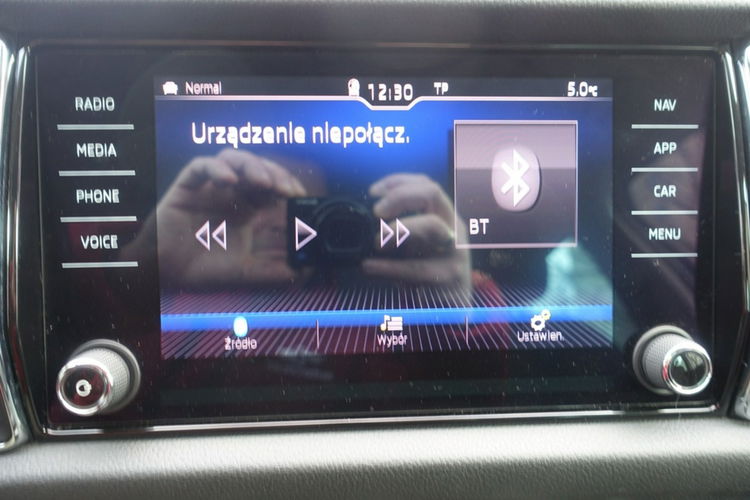 RADIO
MEDIA
PHONE
VOICE
Normal
12:30
TP
5.0°C
Urządzenie niepołącz.
BT
Źródło
Wybór
Ustawien.
NAV
APP
CAR
MENU